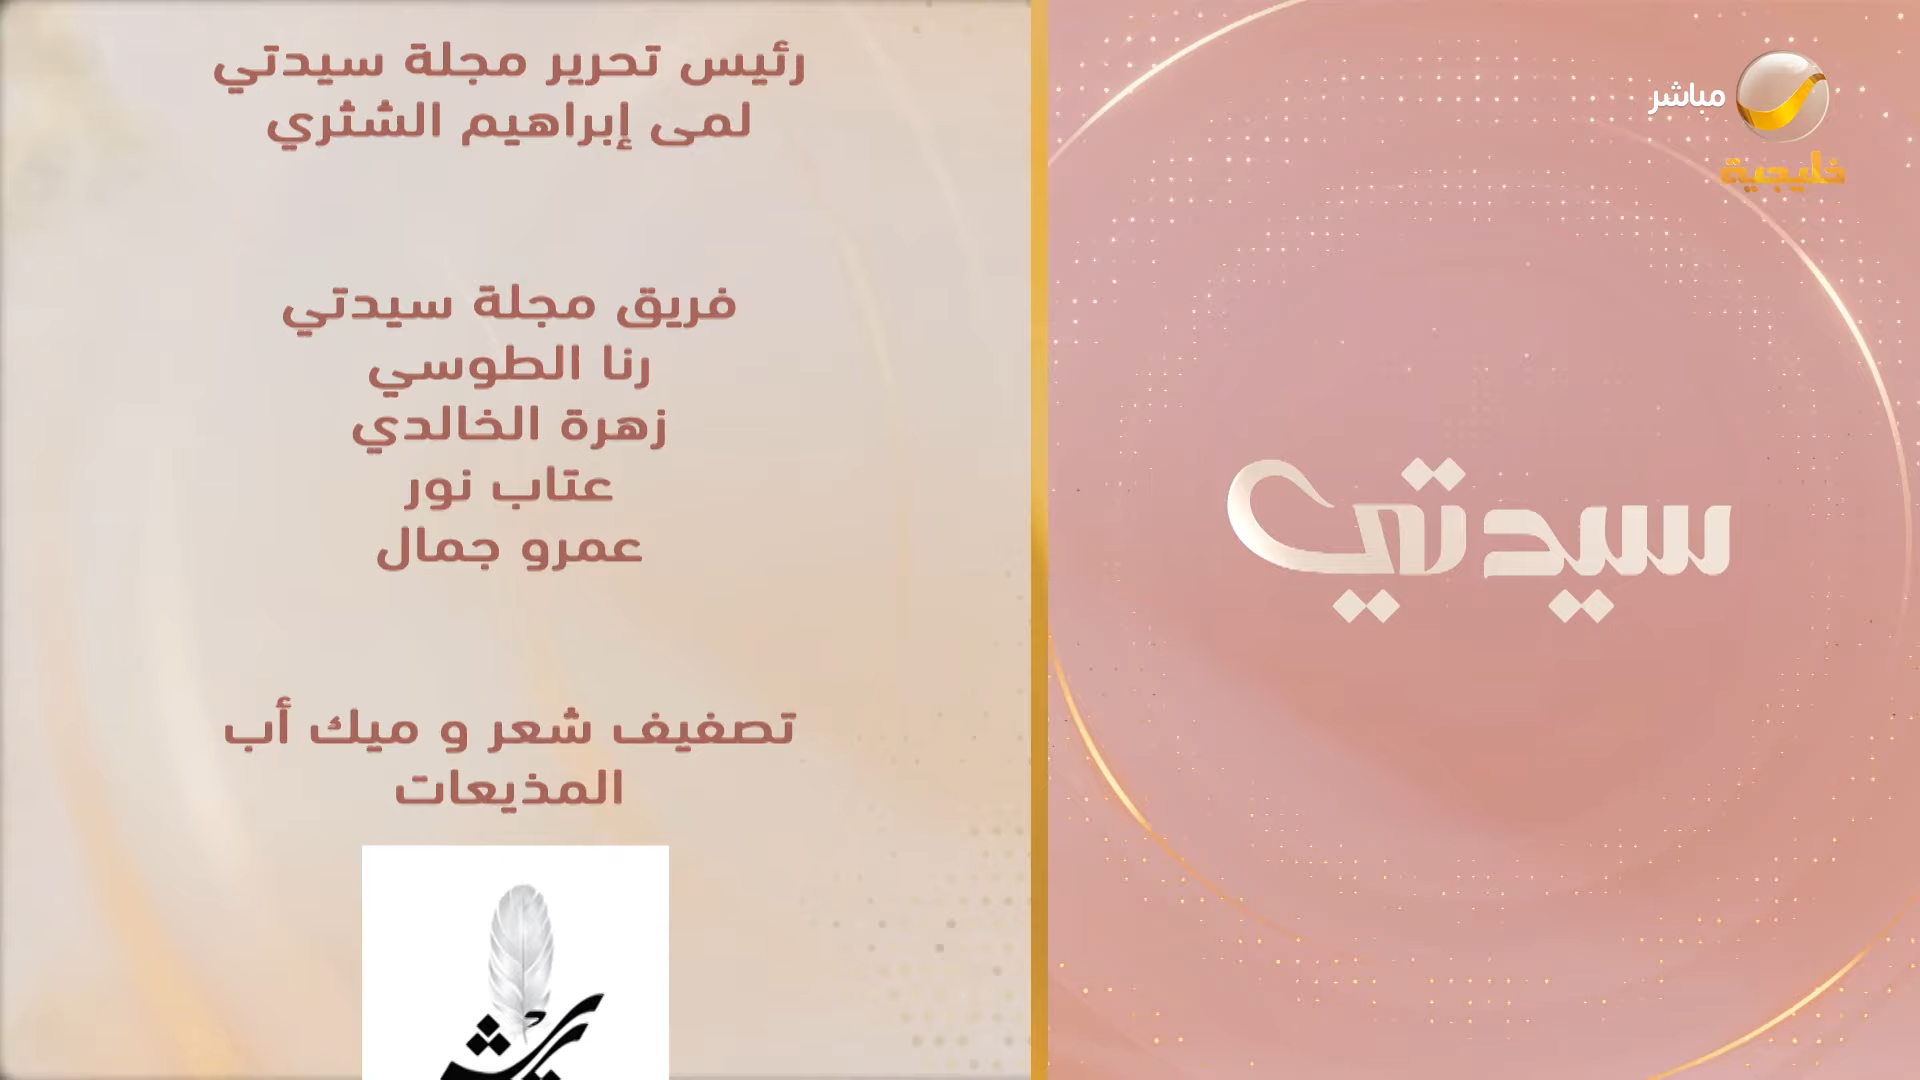 مباشر
خليجية
سيدتي
رئيس تحرير مجلة سيدتي
لمى إبراهيم الشثري
فريق مجلة سيدتي
رنا الطوسي
زهرة الخالدي
عتاب نور
عمرو جمال
تصفيف شعر و ميك أب
المذيعات